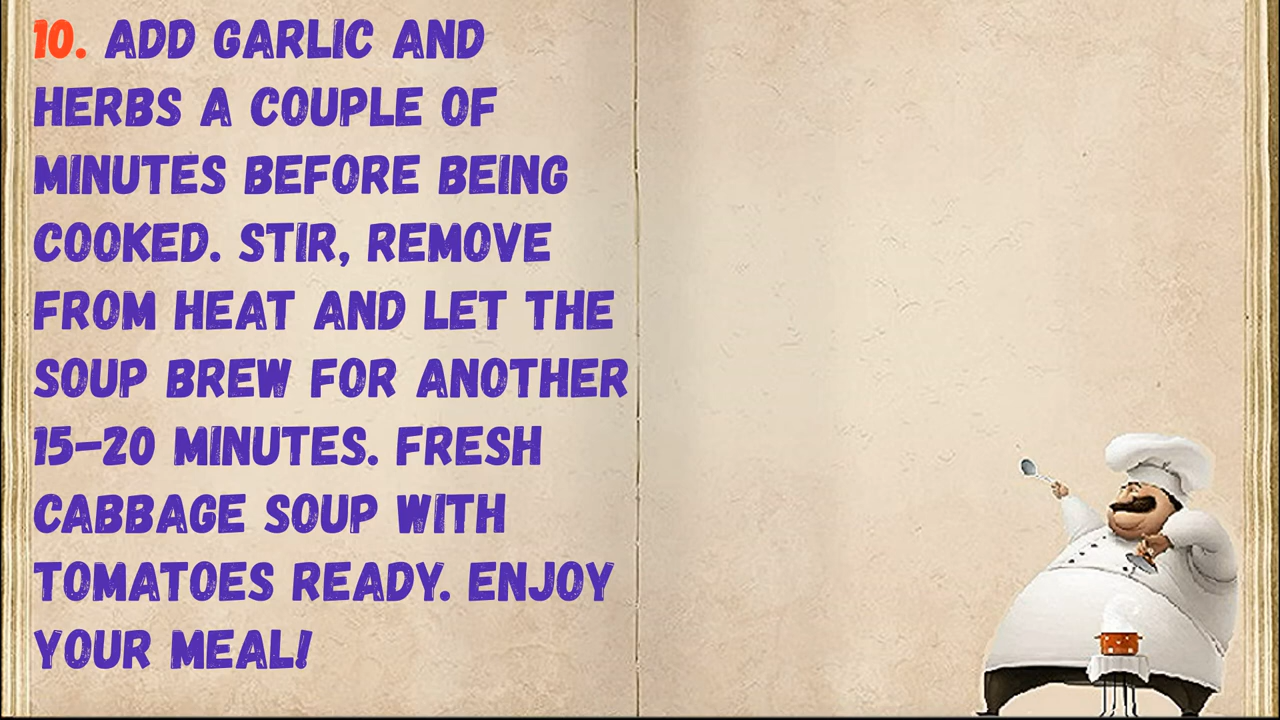 10. ADD GARLIC AND
HERBS A COUPLE OF
MINUTES BEFORE BEING
COOKED. STIR, REMOVE
FROM HEAT AND LET THE
SOUP BREW FOR ANOTHER
15-20 MINUTES. FRESH
CABBAGE SOUP WITH
TOMATOES READY. ENJOY
YOUR MEAL!